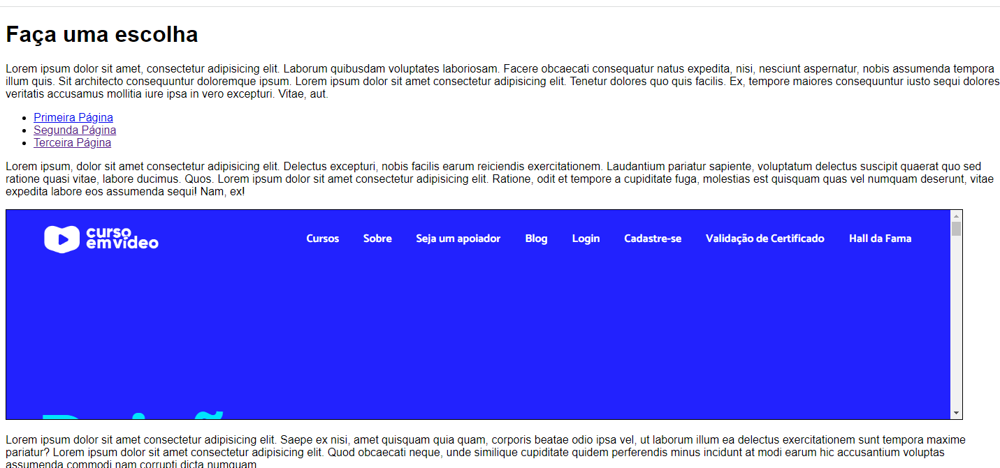 Faça uma escolha
Lorem ipsum dolor sit amet, consectetur adipisicing elit. Laborum quibusdam voluptates laboriosam. Facere obcaecati consequatur natus expedita, nisi, nesciunt aspernatur, nobis assumenda tempora
illum quis. Sit architecto consequuntur doloremque ipsum. Lorem ipsum dolor sit amet consectetur adipisicing elit. Tenetur dolores quo quis facilis. Ex, tempore maiores consequuntur iusto sequi dolores
veritatis accusamus mollitia iure ipsa in vero excepturi. Vitae, aut.
Primeira Página
Segunda Página
Terceira Página
Lorem ipsum, dolor sit amet consectetur adipisicing elit. Delectus excepturi, nobis facilis earum reiciendis exercitationem. Laudantium pariatur sapiente, voluptatum delectus suscipit quaerat quo sed
ratione quasi vitae, labore ducimus. Quos. Lorem ipsum dolor sit amet consectetur adipisicing elit. Ratione, odit et tempore a cupiditate fuga, molestias est quisquam quas vel numquam deserunt, vitae
expedita labore eos assumenda sequi! Nam, ex!
curso
emvídeo
Cursos Sobre Seja um apoiador Blog Login Cadastre-se Validação de Certificado Hall da Fama
Lorem ipsum dolor sit amet consectetur adipisicing elit. Saepe ex nisi, amet quisquam quia quam, corporis beatae odio ipsa vel, ut laborum illum ea delectus exercitationem sunt tempora maxime
pariatur? Lorem ipsum dolor sit amet consectetur adipisicing elit. Quod obcaecati neque, unde similique cupiditate quidem perferendis minus incidunt at modi earum hic accusantium voluptas
assumenda commodi nam corrupti dicta numquam